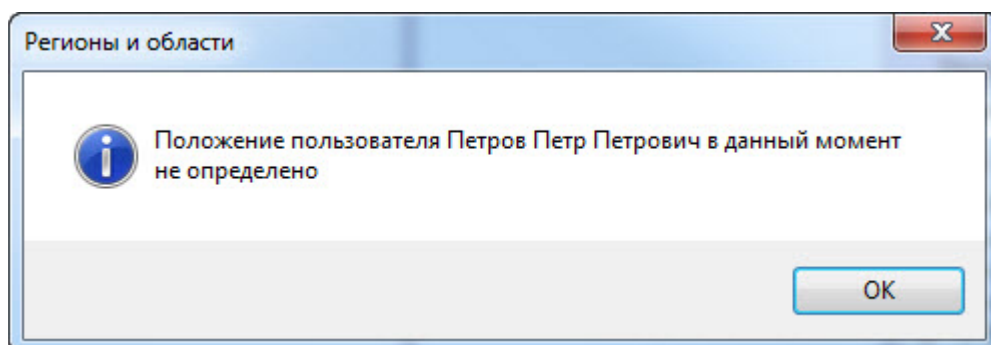 Регионы и области
Положение пользователя Петров Петр Петрович в данный момент
не определено
OK